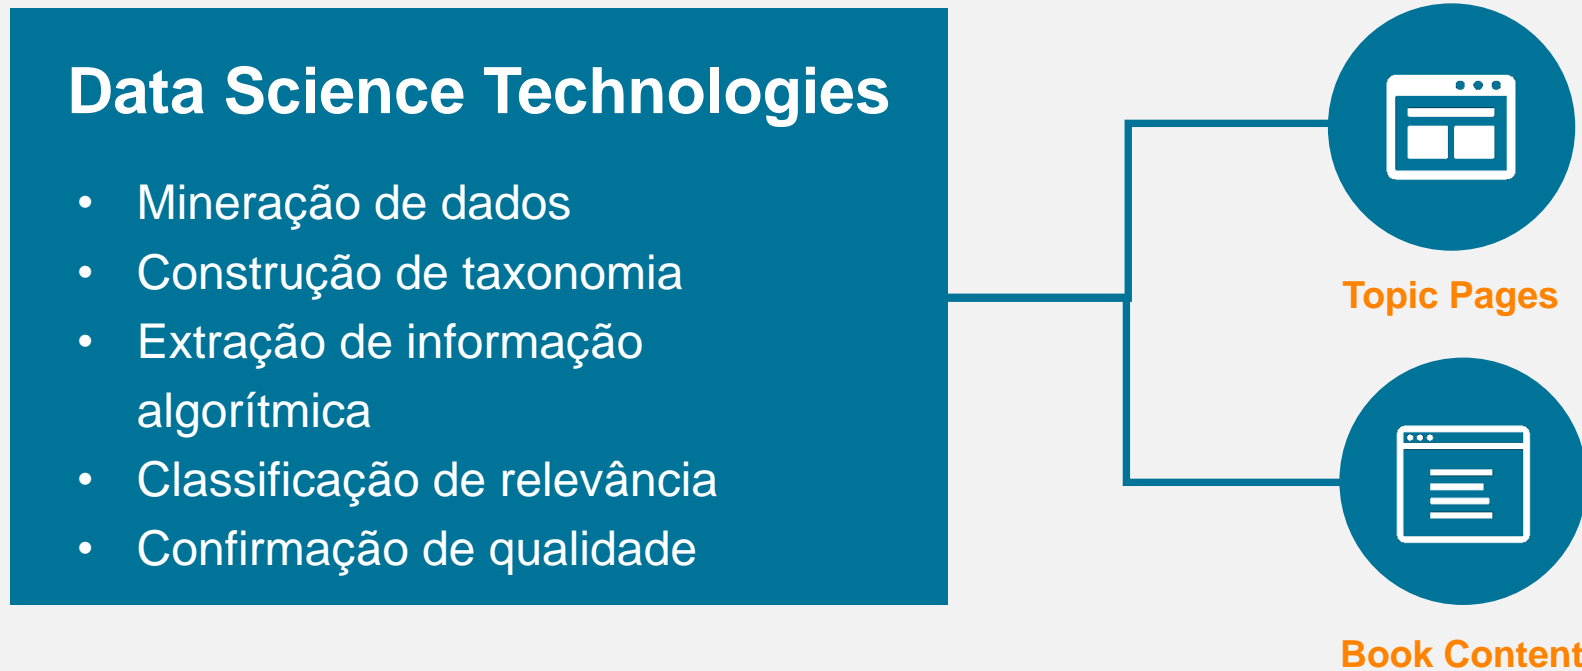 Data Science Technologies
• Mineração de dados
• Construção de taxonomia
• Extração de informação
algorítmica
• Classificação de relevância
• Confirmação de qualidade
Topic Pages
Book Content